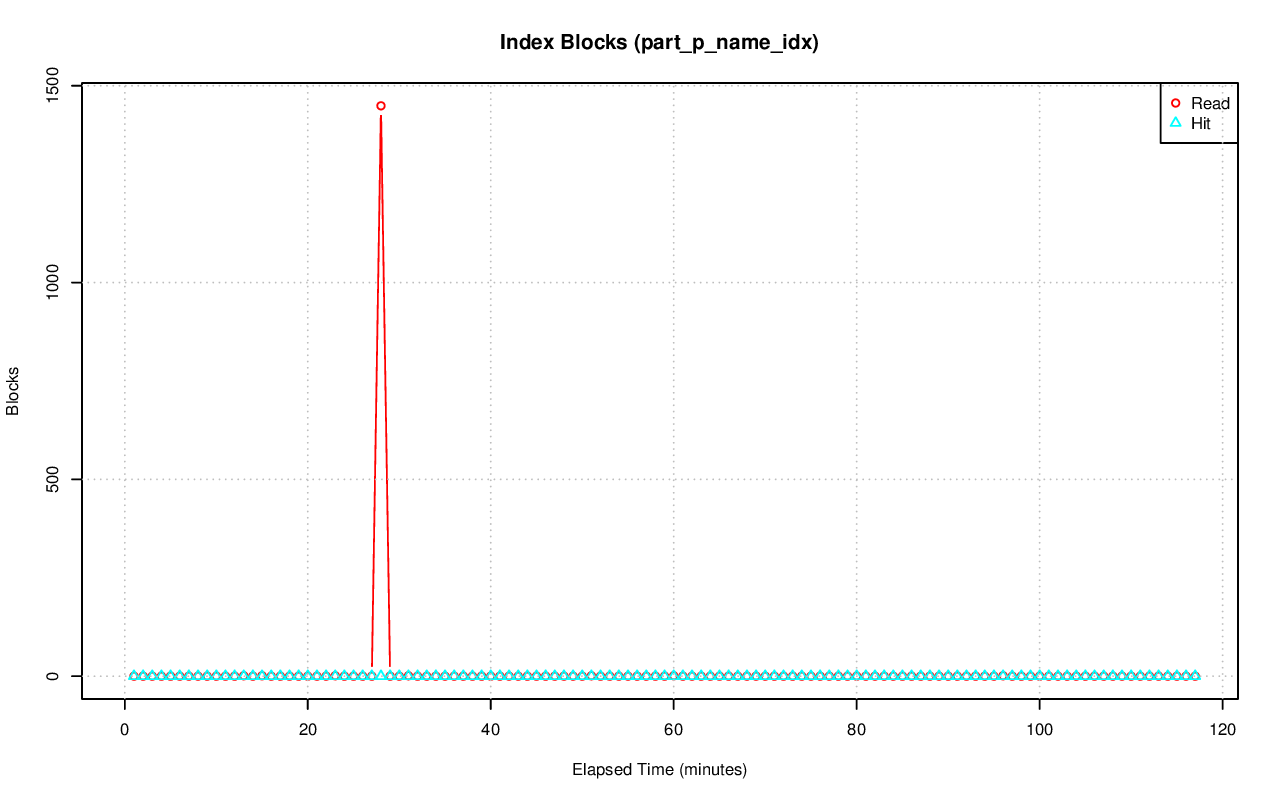 Index Blocks (part_p_name_idx)
1500
1000
500
0
Blocks
Read
Hit
0 20 40 60 80 100 120
Elapsed Time (minutes)